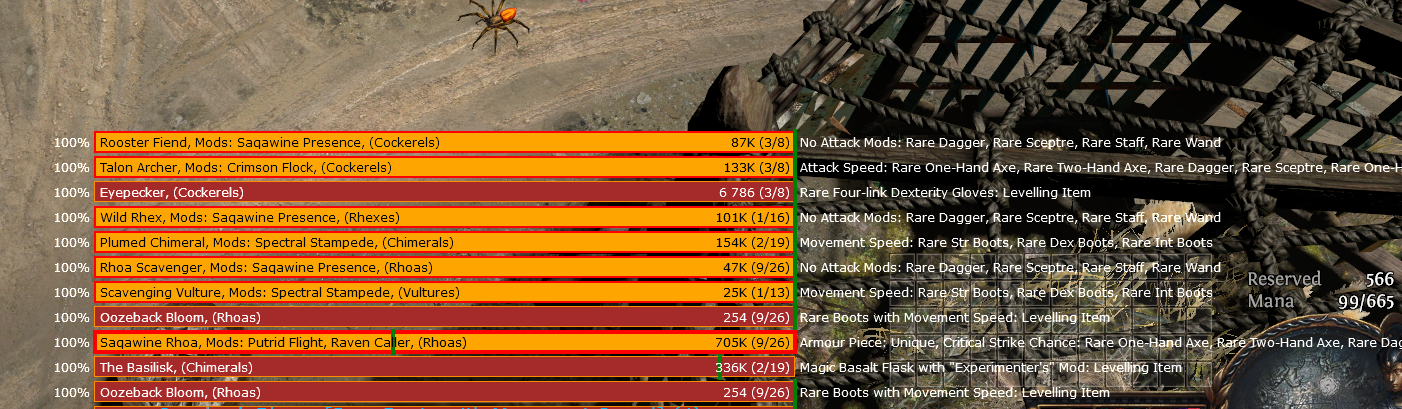 100% Rooster Fiend, Mods: Saqawine Presence, (Cockerels) 87K (3/8) No Attack Mods: Rare Dagger, Rare Sceptre, Rare Staff, Rare Wand
100% Talon Archer, Mods: Crimson Flock, (Cockerels) 133K (3/8) Attack Speed: Rare One-Hand Axe, Rare Two-Hand Axe, Rare Dagger, Rare Sceptre, Rare One-H
100% Eyepecker, (Cockerels) 6 786 (3/8) Rare Four-link Dexterity Gloves: Levelling Item
100% Wild Rhex, Mods: Saqawine Presence, (Rhexes) 101K (1/16) No Attack Mods: Rare Dagger, Rare Sceptre, Rare Staff, Rare Wand
100% Plumed Chimeral, Mods: Spectral Stampede, (Chimerals) 154K (2/19) Movement Speed: Rare Str Boots, Rare Dex Boots, Rare Int Boots
100% Rhoa Scavenger, Mods: Saqawine Presence, (Rhoas) 47K (9/26) No Attack Mods: Rare Dagger, Rare Sceptre, Rare Staff, Rare Wand
100% Scavenging Vulture, Mods: Spectral Stampede, (Vultures) 25K (1/13) Movement Speed: Rare Str Boots, Rare Dex Boots, Rare Int Boots
Reserved 566
Mana 99/665
100% Oozeback Bloom, (Rhoas) 254 (9/26) Rare Boots with Movement Speed: Levelling Item
100% Saqawine Rhoa, Mods: Putrid Flight, Raven Caller, (Rhoas) 705K (9/26) Armour Piece: Unique, Critical Strike Chance: Rare One-Hand Axe, Rare Two-Hand Axe, Rare Dag
100% The Basilisk, (Chimerals) 336K (2/19) Magic Basalt Flask with "Experimenter's" Mod: Levelling Item
100% Oozeback Bloom, (Rhoas) 254 (9/26) Rare Boots with Movement Speed: Levelling Item